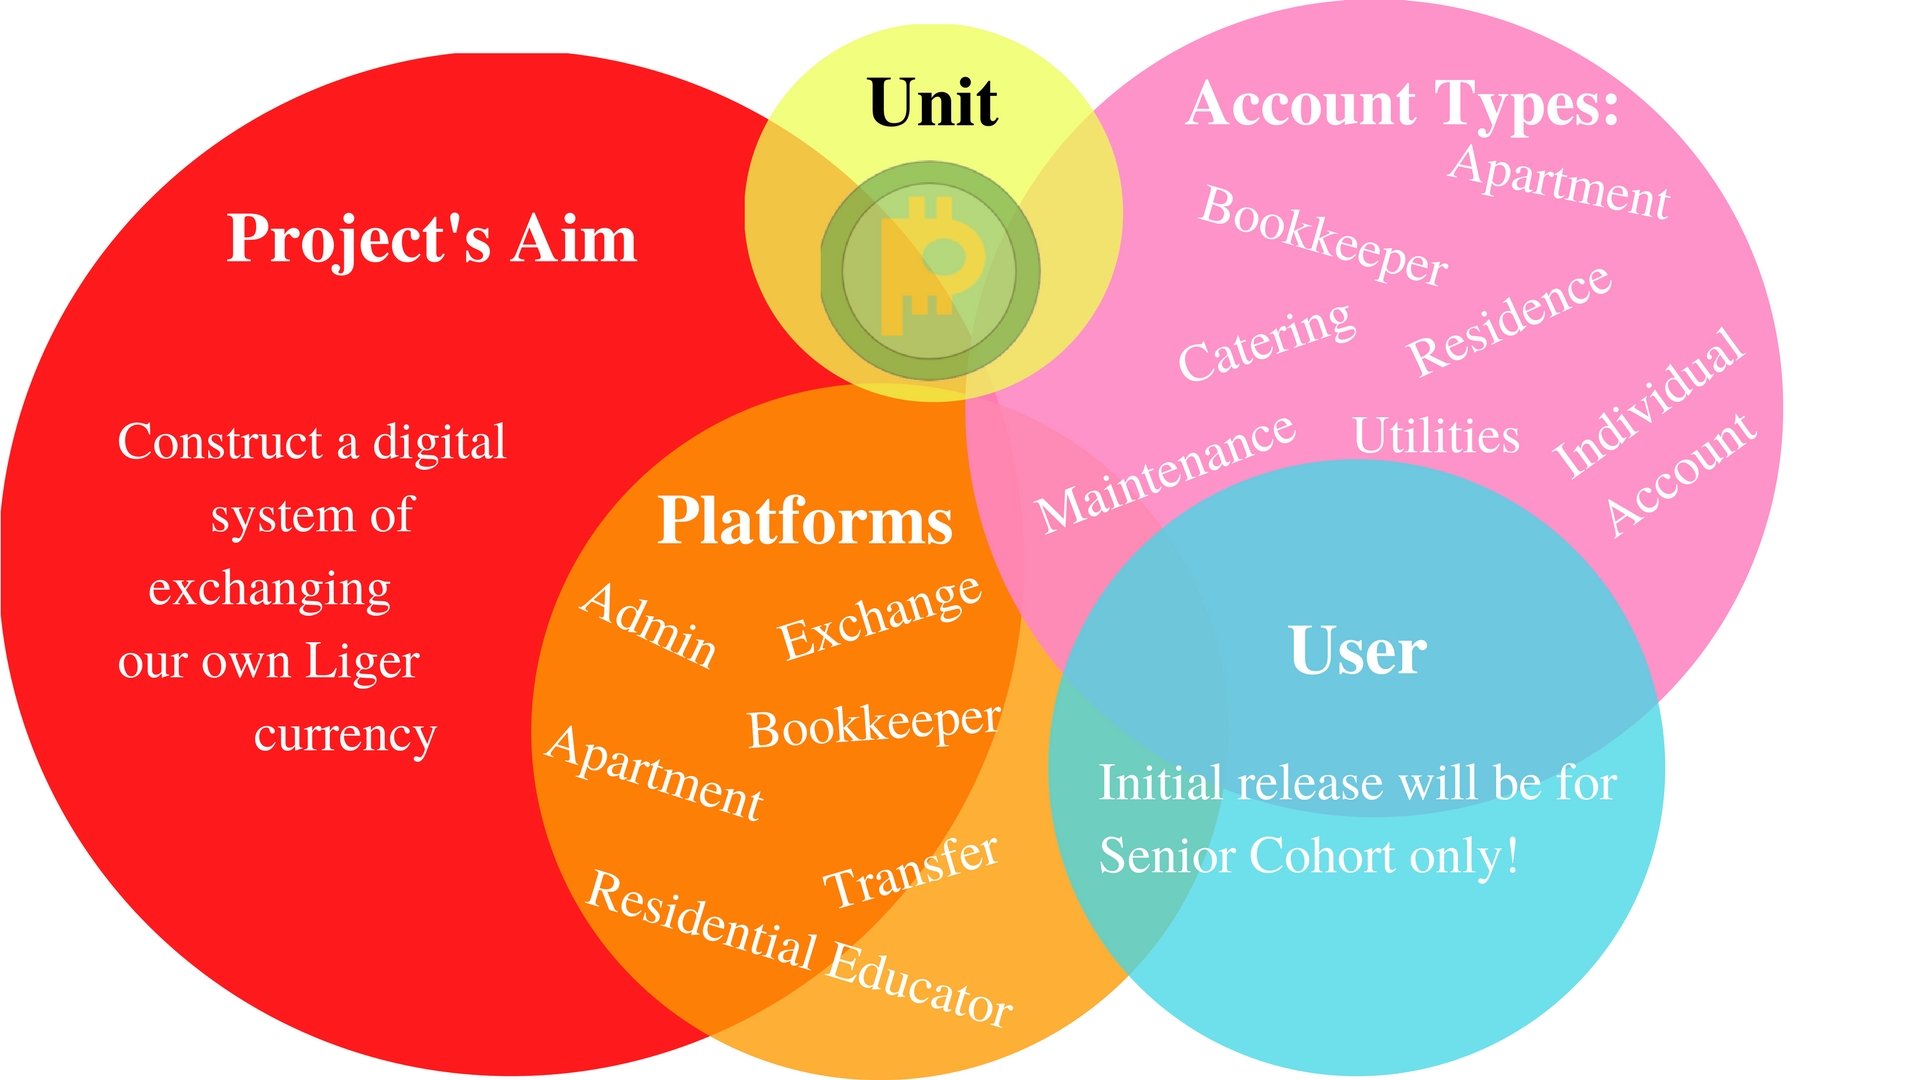 Project's Aim
Construct a digital
system of
exchanging
our own Liger
currency
Unit
Platforms
Admin
Exchange
Bookkeeper
Apartment
Transfer
Residential Educator
Account Types:
Apartment
Bookkeeper
Residence
Catering
Individual
Account
Utilities
Maintenance
User
Initial release will be for
Senior Cohort only!